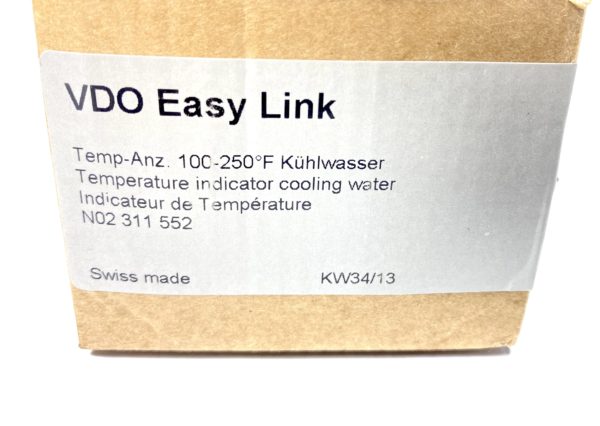 VDO Easy Link
Temp-Anz. 100-250°F Kühlwasser
Temperature indicator cooling water
Indicateur de Température
N02 311 552
Swiss made KW34/13